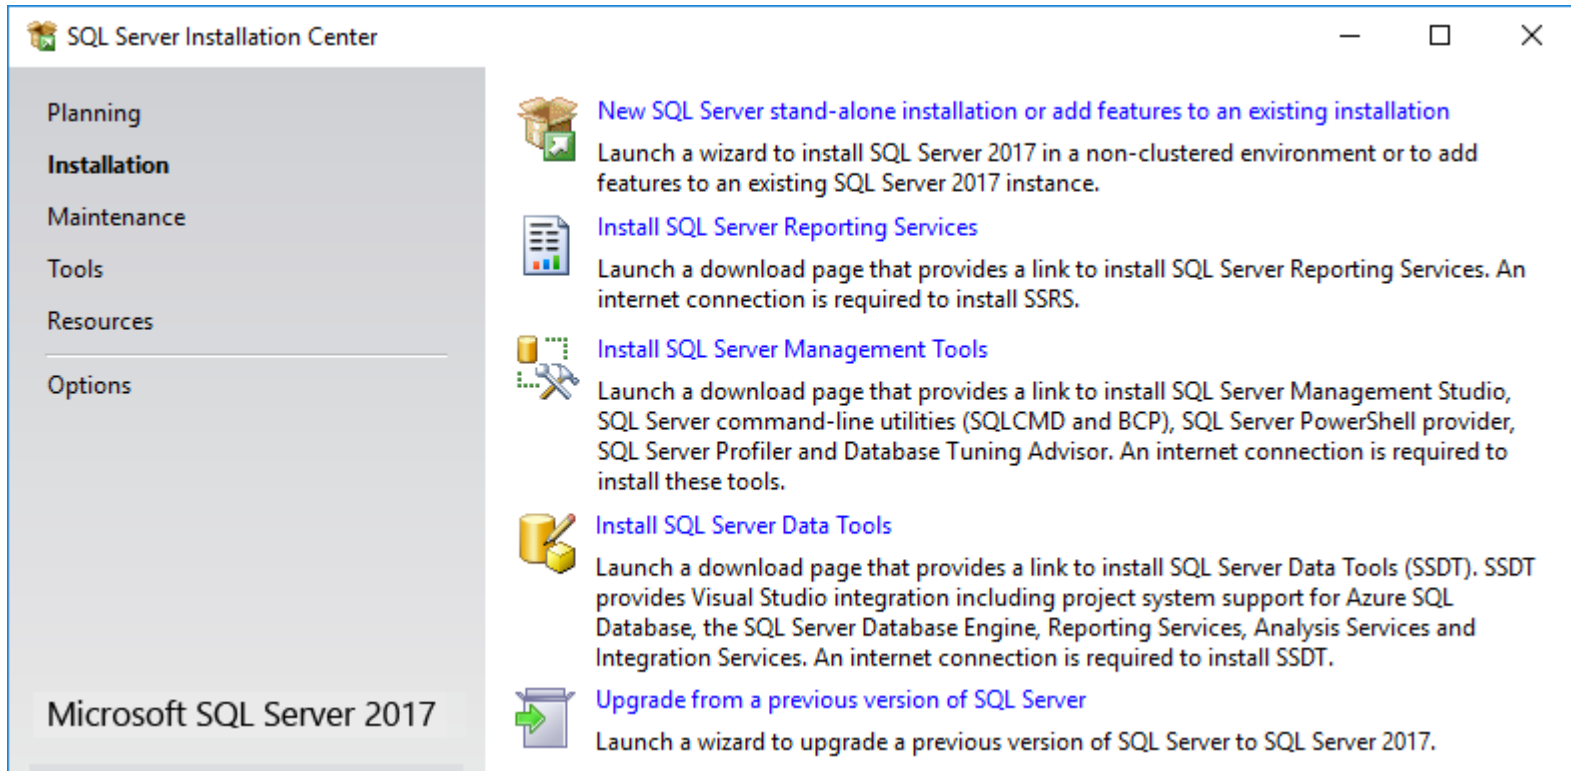 SQL Server Installation Center
Planning
Installation
Maintenance
Tools
Resources
Options
Microsoft SQL Server 2017
New SQL Server stand-alone installation or add features to an existing installation
Launch a wizard to install SQL Server 2017 in a non-clustered environment or to add
features to an existing SQL Server 2017 instance.
Install SQL Server Reporting Services
Launch a download page that provides a link to install SQL Server Reporting Services. An
internet connection is required to install SSRS.
Install SQL Server Management Tools
Launch a download page that provides a link to install SQL Server Management Studio,
SQL Server command-line utilities (SQLCMD and BCP), SQL Server PowerShell provider,
SQL Server Profiler and Database Tuning Advisor. An internet connection is required to
install these tools.
Install SQL Server Data Tools
Launch a download page that provides a link to install SQL Server Data Tools (SSDT). SSDT
provides Visual Studio integration including project system support for Azure SQL
Database, the SQL Server Database Engine, Reporting Services, Analysis Services and
Integration Services. An internet connection is required to install SSDT.
Upgrade from a previous version of SQL Server
Launch a wizard to upgrade a previous version of SQL Server to SQL Server 2017.